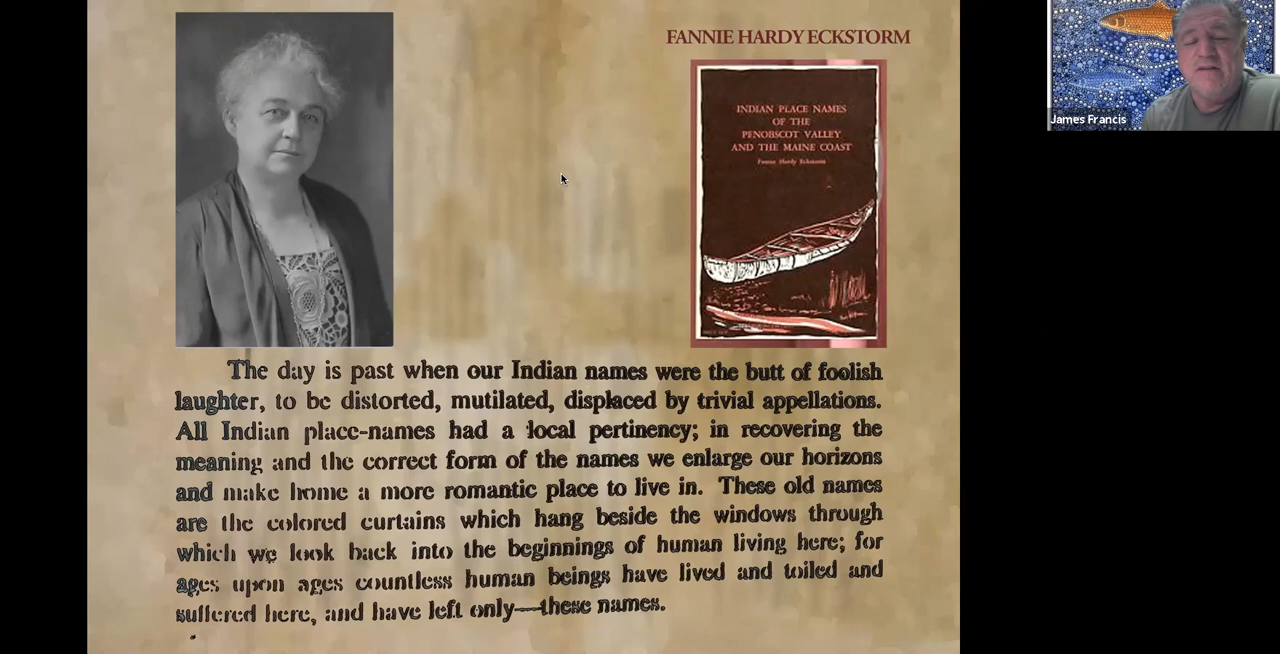 FANNIE HARDY ECKSTORM
INDIAN PLACE NAMES
OF THE
PENOBSCOT VALLEY
AND THE MAINE COAST
Fannie Hardy Eckstorm
James Francis
The day is past when our Indian names were the butt of foolish
laughter, to be distorted, mutilated, displaced by trivial appellations.
All Indian place-names had a local pertinency; in recovering the
meaning and the correct form of the names we enlarge our horizons
and make home a more romantic place to live in. These old names
are the colored curtains which hang beside the windows through
which we look back into the beginnings of human living here; for
ages upon ages countless human beings have lived and toiled and
suffered here, and have left only—these names.